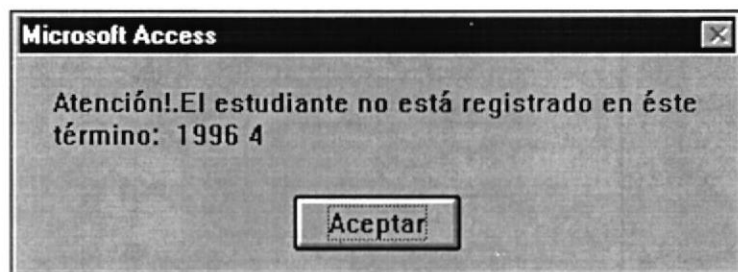 Microsoft Access
Atención!.El estudiante no está registrado en éste
término: 1996 4
Aceptar